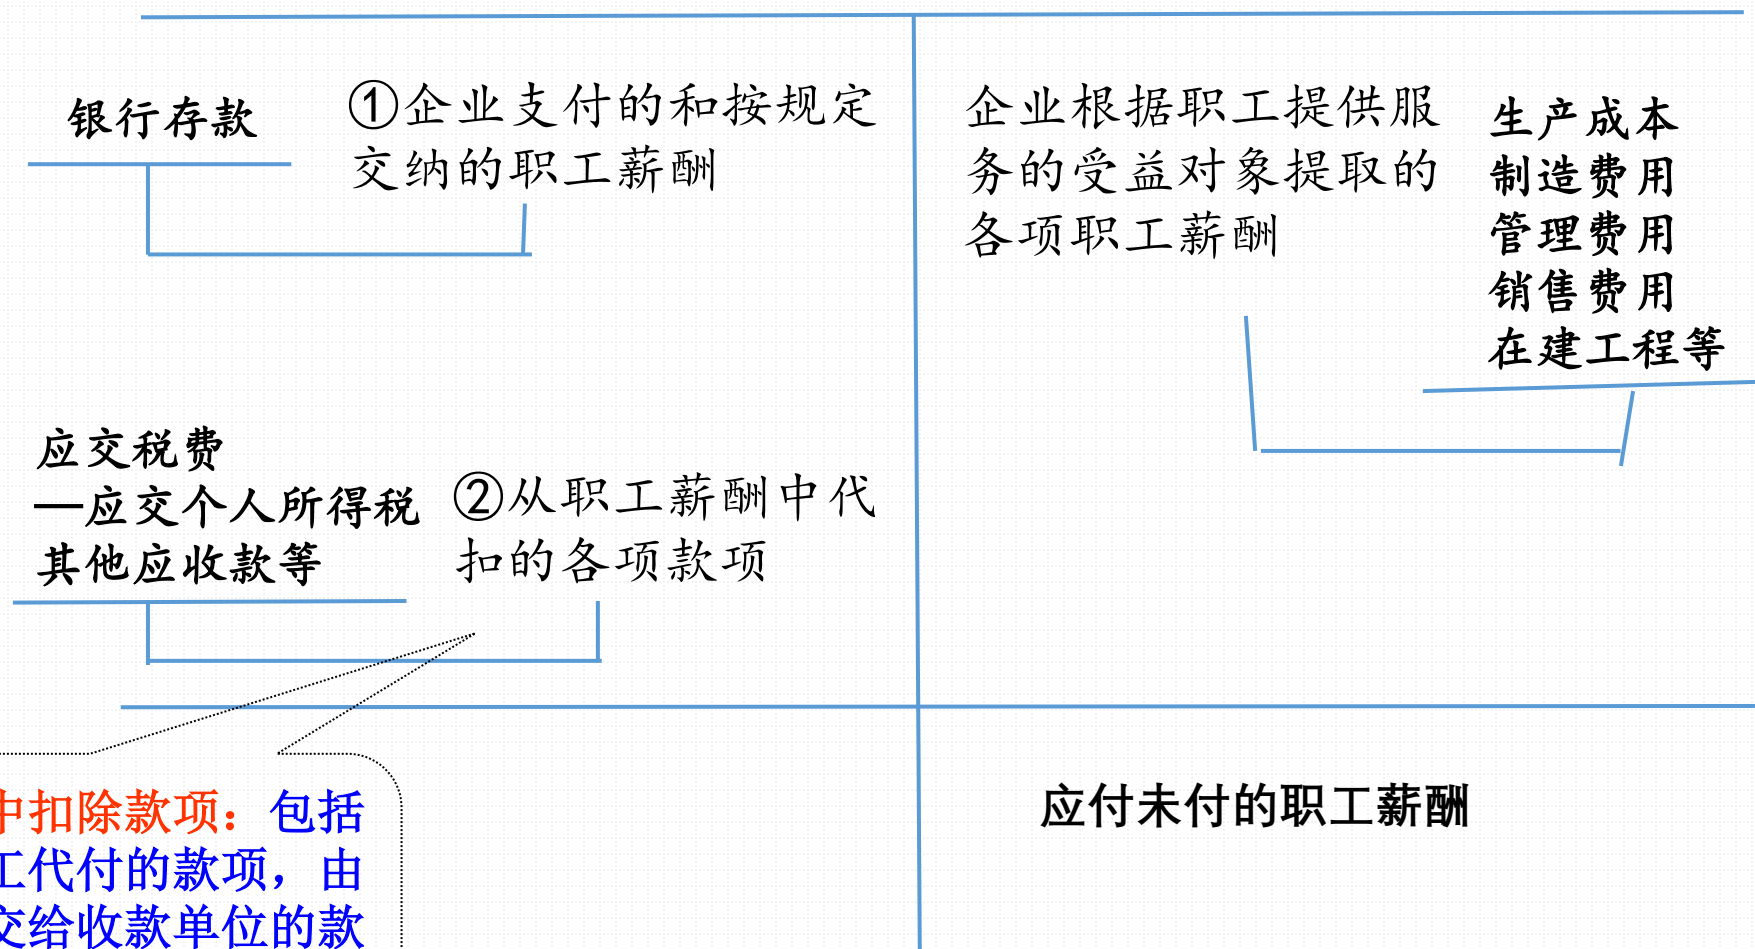 银行存款
①企业支付的和按规定
交纳的职工薪酬
企业根据职工提供服
务的受益对象提取的
各项职工薪酬
生产成本
制造费用
管理费用
销售费用
在建工程等
应交税费
—应交个人所得税
其他应收款等
②从职工薪酬中代
扣的各项款项
中扣除款项：包括
工代付的款项，由
交给收款单位的款
应付未付的职工薪酬